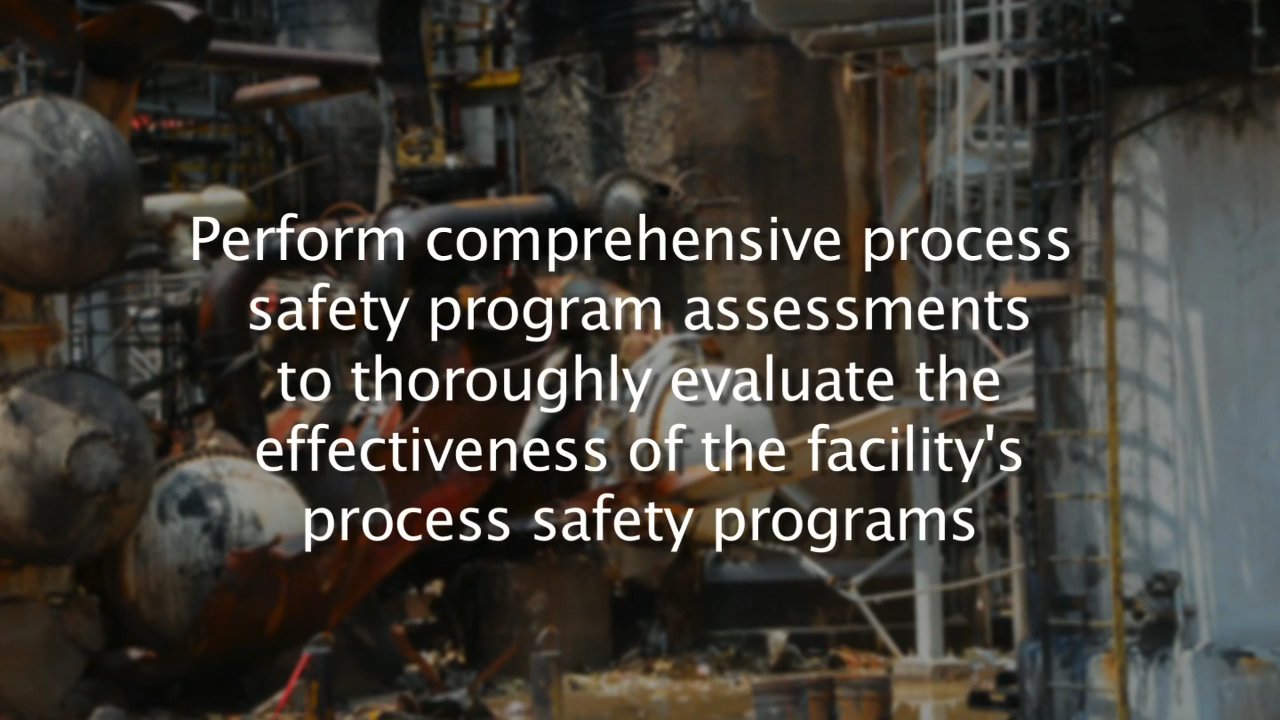 Perform comprehensive process
safety program assessments
to thoroughly evaluate the
effectiveness of the facility's
process safety programs